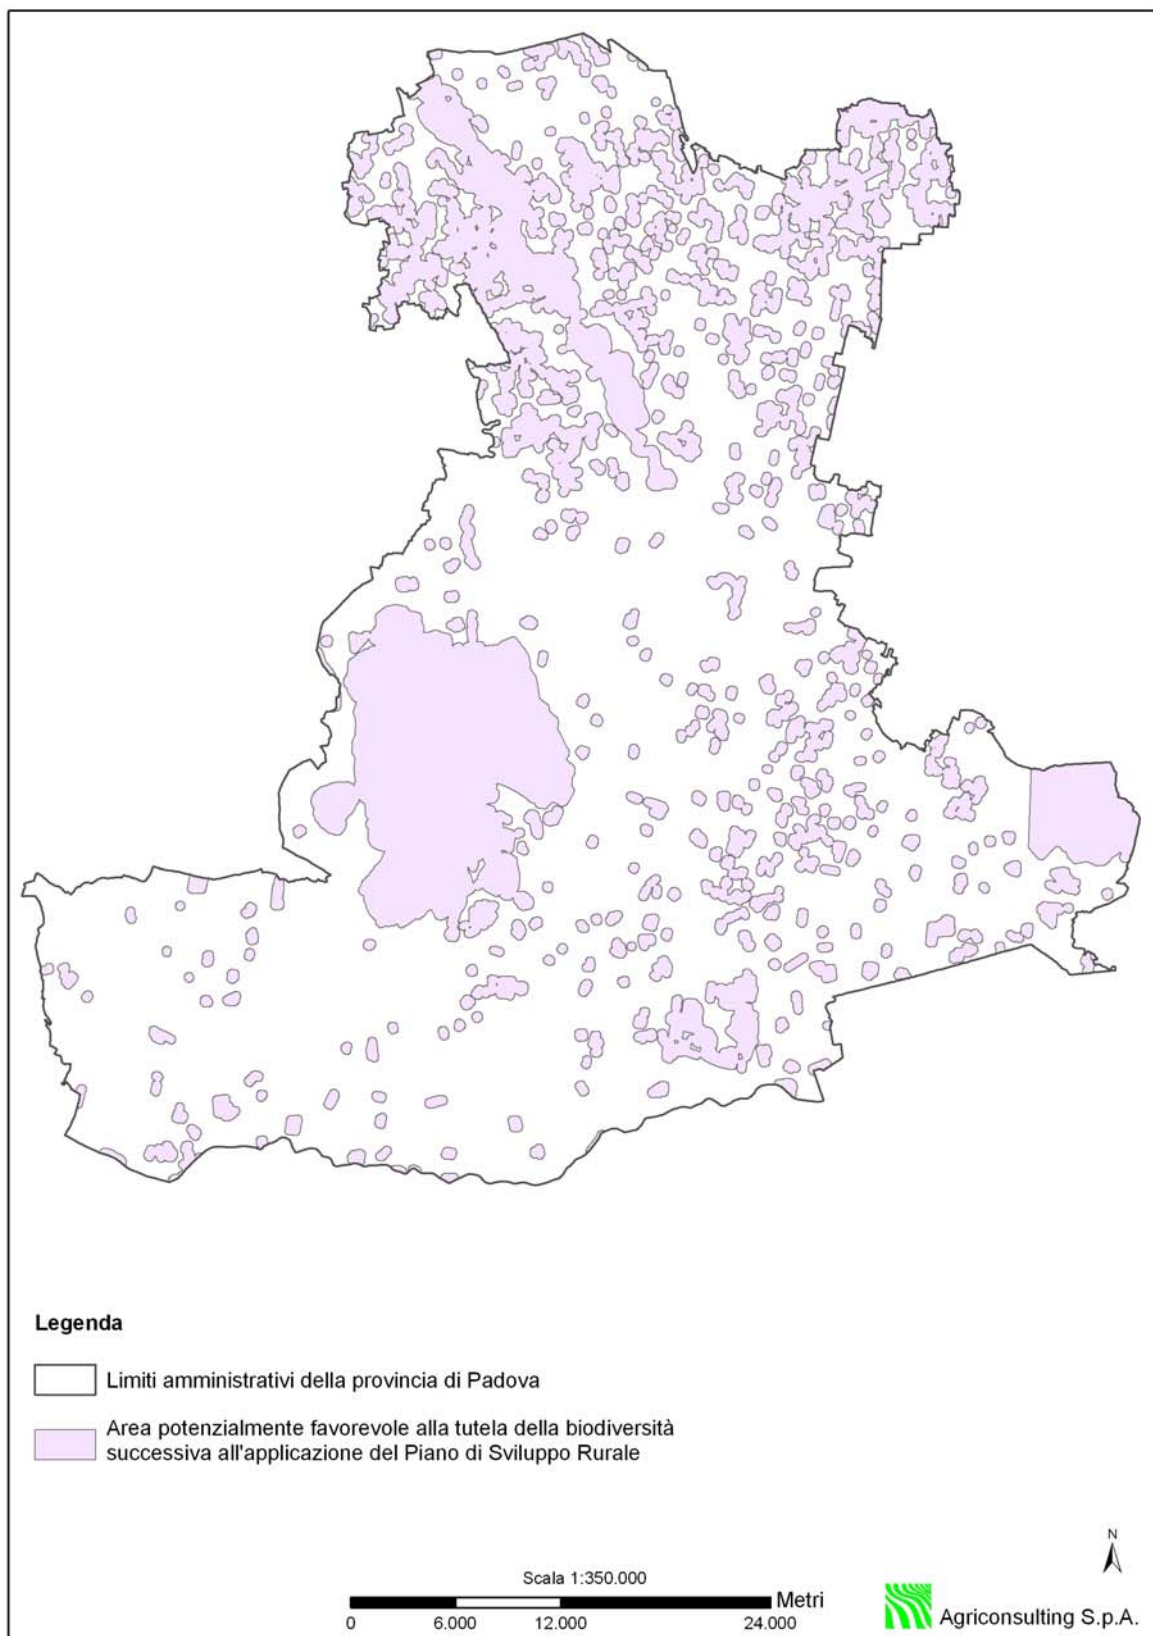 Legenda
Limiti amministrativi della provincia di Padova
Area potenzialmente favorevole alla tutela della biodiversità
successiva all'applicazione del Piano di Sviluppo Rurale
N
Scala 1:350.000
Metri
0 6.000 12.000 24.000
Agriconsulting S.p.A.